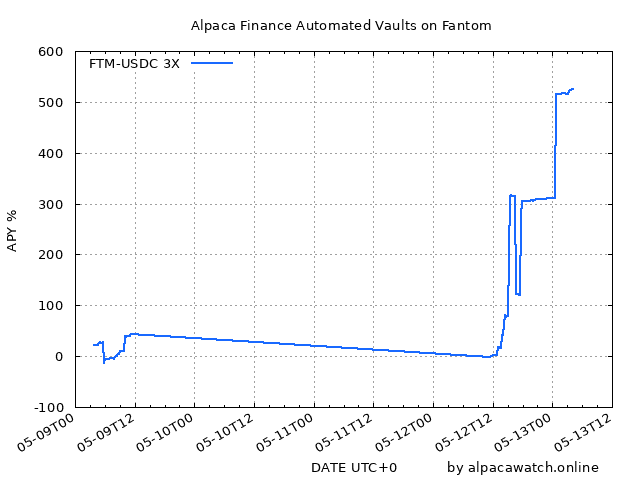 Alpaca Finance Automated Vaults on Fantom
FTM-USDC 3X
600
500
400
300
200
100
0
-100
APY %
05-09T00
05-09T12
05-10T00
05-10T12
05-11T00
05-11T12
05-12T00
05-12T12
05-13T00
05-13T12
DATE UTC+0
by alpacawatch.online